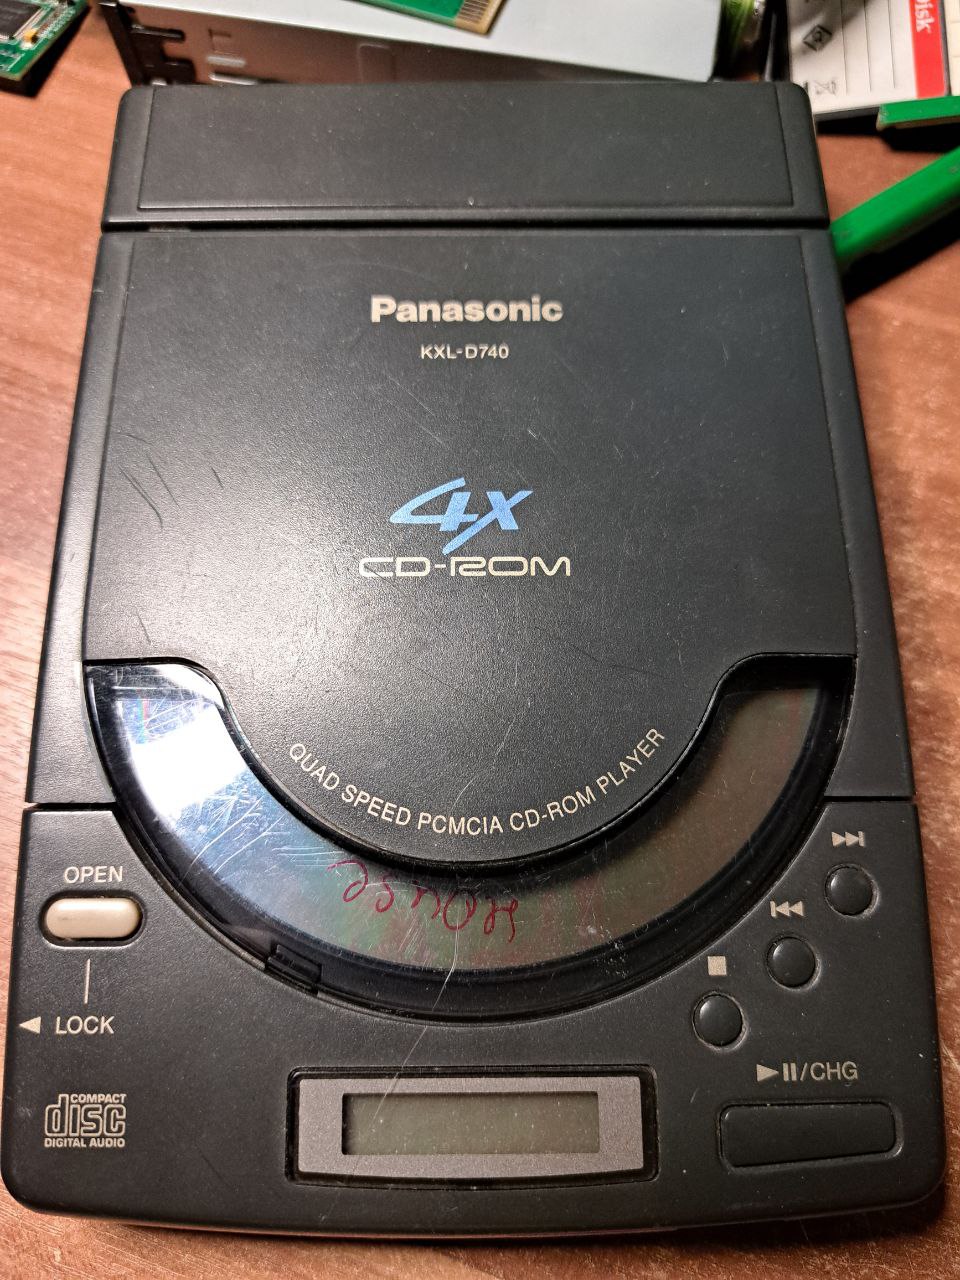 Disk
Panasonic
KXL-D740
4x
CD-ROM
QUAD SPEED PCMCIA CD-ROM PLAYER
OPEN
LOCK
COMPACT
disc
DIGITAL AUDIO
▶II/CHG